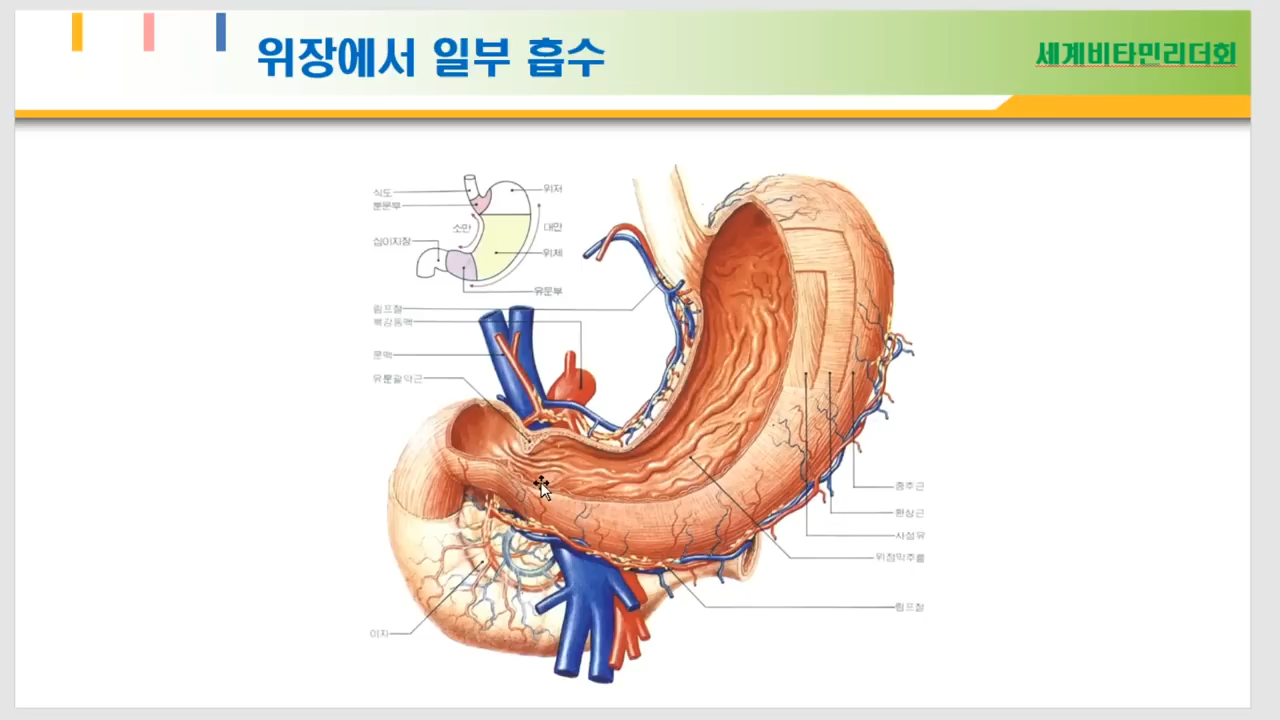 위장에서 일부 흡수
세계비타민리더회
식도
분문부
위저
소만
대만
십이지장
위체
유문부
림프절
복강동맥
문맥
유문괄약근
종주근
환상근
사섬유
위점막주름
림프절
이자